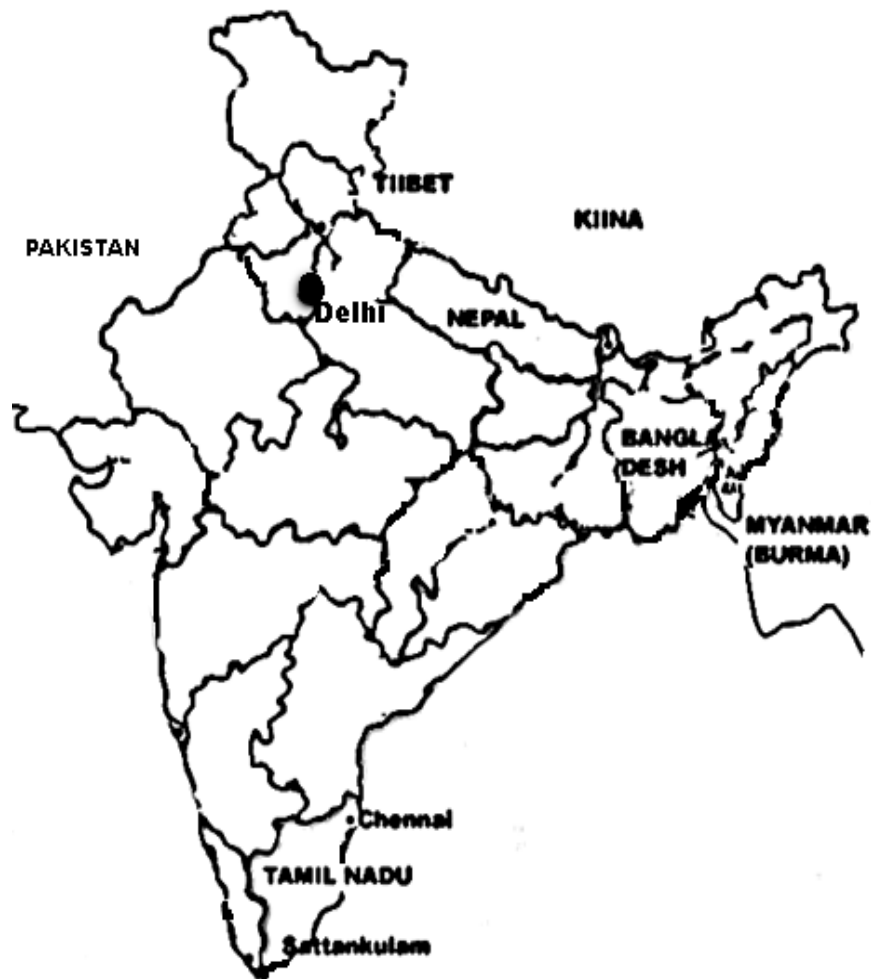 TIIBET
KIINA
PAKISTAN
Delhi
NEPAL
BANGLA
DESH
MYANMAR
(BURMA)
Chennai
TAMIL NADU
Sattankulam